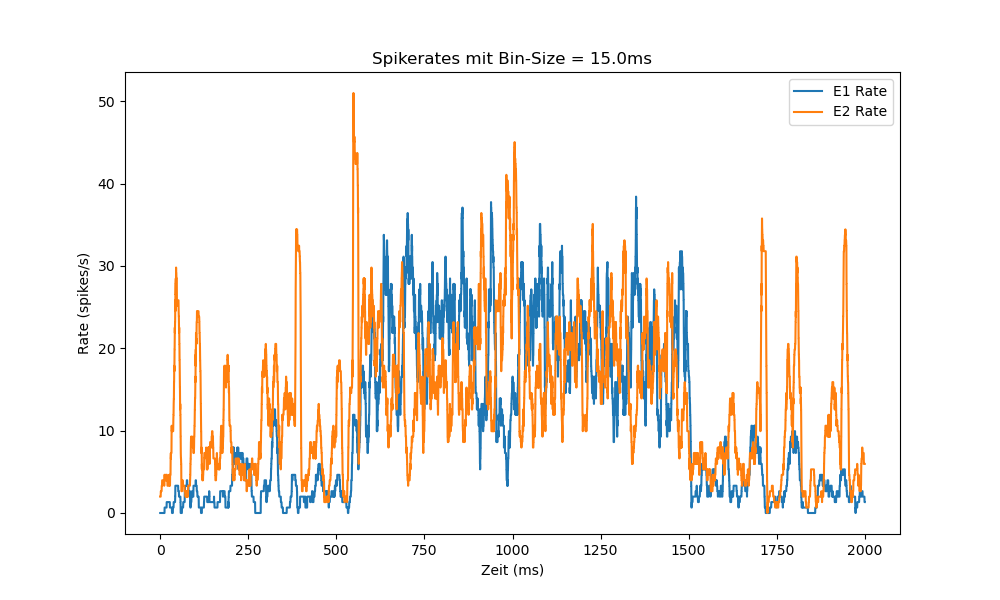 Spikerates mit Bin-Size = 15.0ms
E1 Rate
E2 Rate
Rate (spikes/s)
50
40
30
20
10
0
0 250 500 750 1000 1250 1500 1750 2000
Zeit (ms)